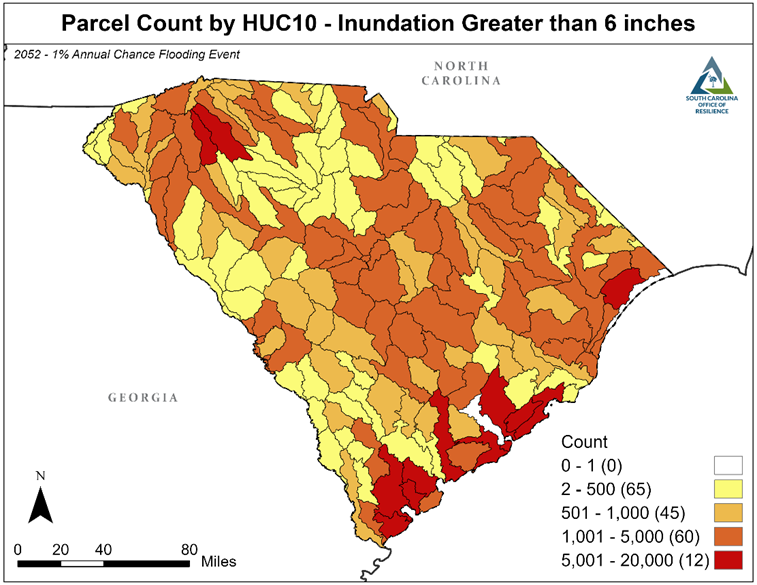 Parcel Count by HUC10 - Inundation Greater than 6 inches
2052 - 1% Annual Chance Flooding Event
NORTH
CAROLINA
SOUTH CAROLINA
OFFICE OF
RESILIENCE
GEORGIA
Count
0 - 1 (0)
2 - 500 (65)
501 - 1,000 (45)
1,001 - 5,000 (60)
5,001 - 20,000 (12)
N
0 20 40 80 Miles